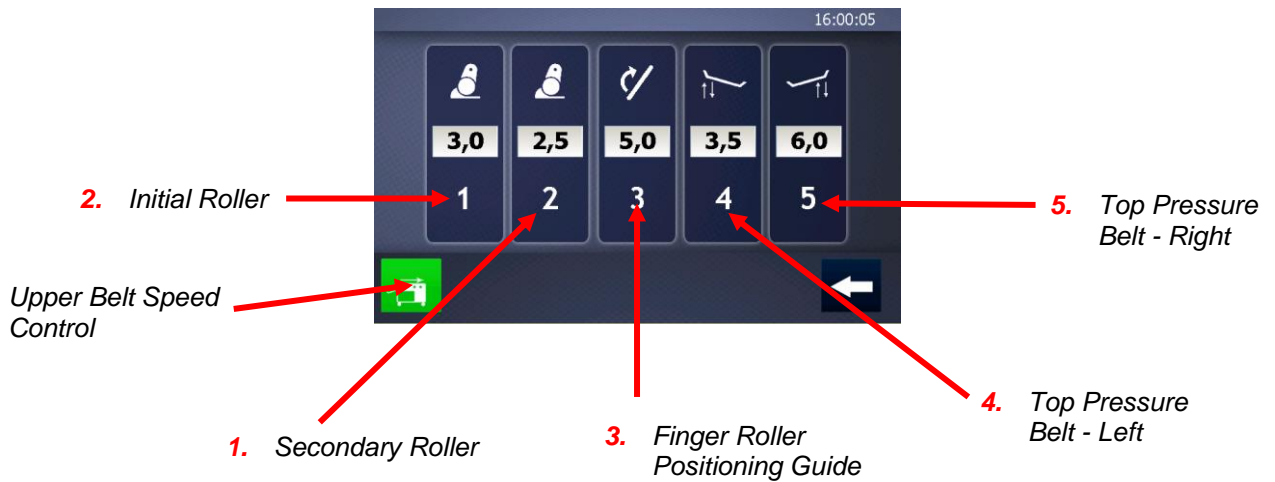 16:00:05
3,0 2,5 5,0 3,5 6,0
1 2 3 4 5
2. Initial Roller
5. Top Pressure
Belt - Right
Upper Belt Speed
Control
4. Top Pressure
Belt - Left
1. Secondary Roller
3. Finger Roller
Positioning Guide